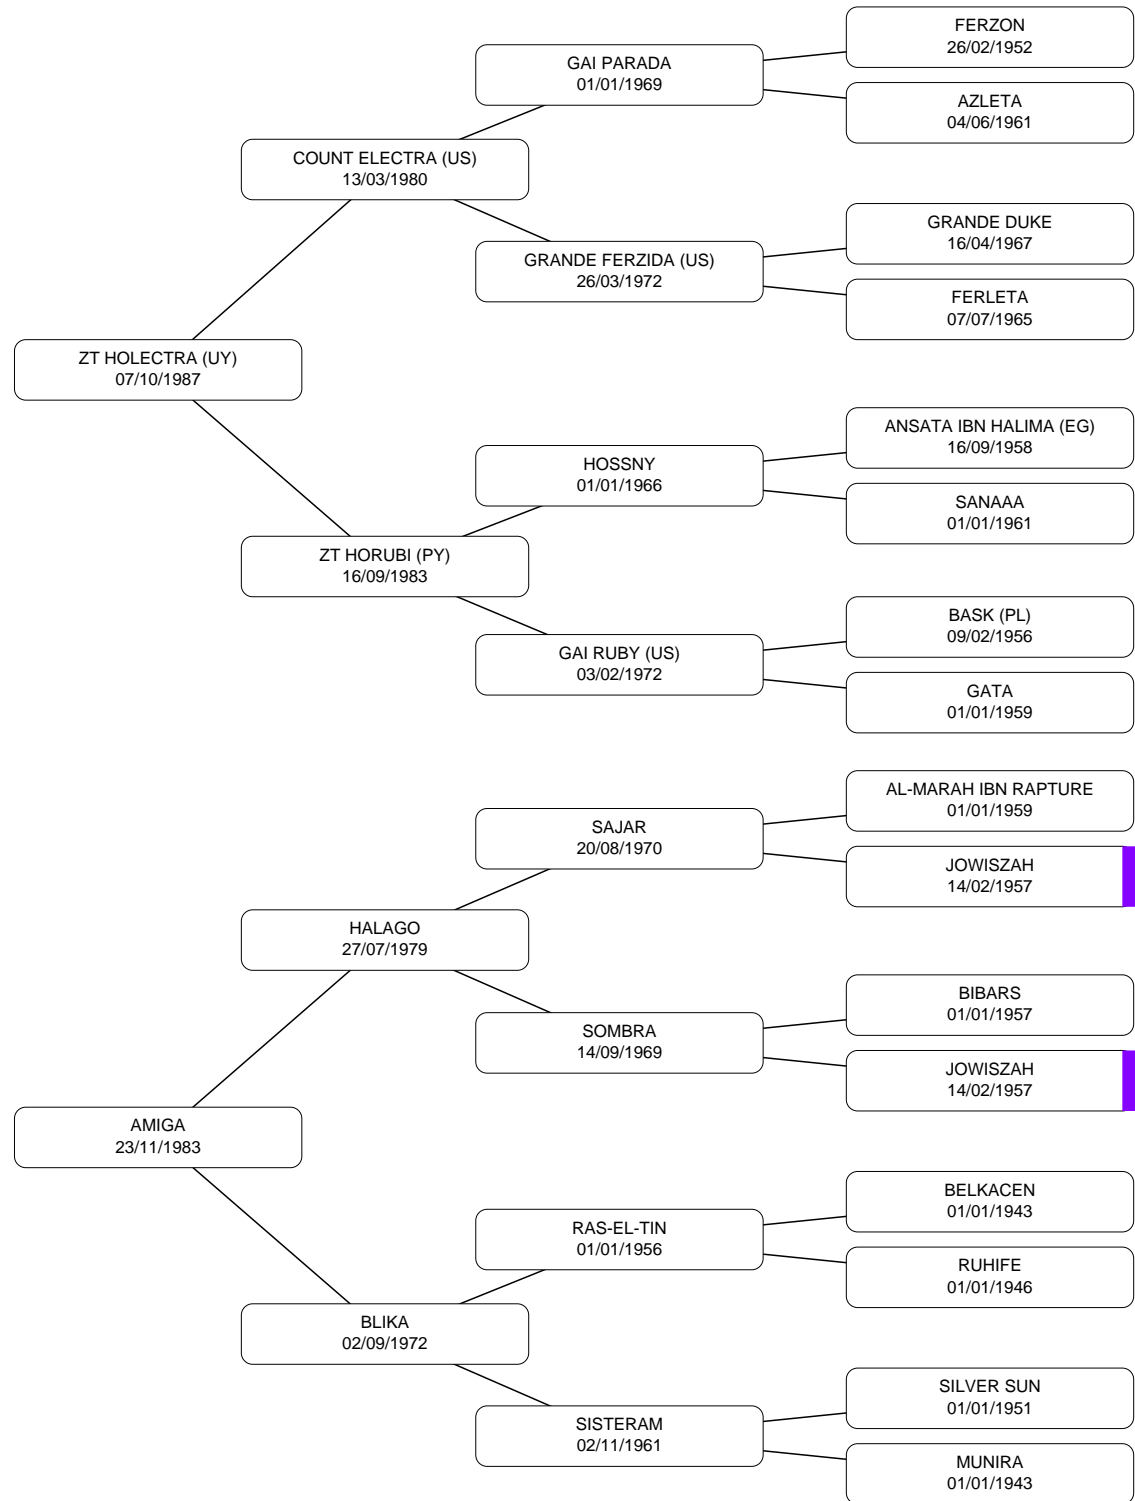 FERZON
26/02/1952
GAI PARADA
01/01/1969
AZLETA
04/06/1961
COUNT ELECTRA (US)
13/03/1980
GRANDE DUKE
16/04/1967
GRANDE FERZIDA (US)
26/03/1972
FERLETA
07/07/1965
ZT HOLECTRA (UY)
07/10/1987
ANSATA IBN HALIMA (EG)
16/09/1958
HOSSNY
01/01/1966
SANAAA
01/01/1961
ZT HORUBI (PY)
16/09/1983
BASK (PL)
09/02/1956
GAI RUBY (US)
03/02/1972
GATA
01/01/1959
AL-MARAH IBN RAPTURE
01/01/1959
SAJAR
20/08/1970
JOWISZAH
14/02/1957
HALAGO
27/07/1979
BIBARS
01/01/1957
SOMBRA
14/09/1969
JOWISZAH
14/02/1957
AMIGA
23/11/1983
BELKACEN
01/01/1943
RAS-EL-TIN
01/01/1956
RUHIFE
01/01/1946
BLIKA
02/09/1972
SILVER SUN
01/01/1951
SISTERAM
02/11/1961
MUNIRA
01/01/1943